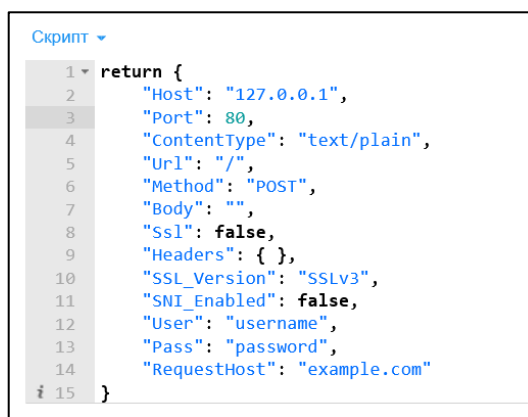 Скрипт
1 return {
2 "Host": "127.0.0.1",
3 "Port": 80,
4 "ContentType": "text/plain",
5 "Url": "/",
6 "Method": "POST",
7 "Body": "",
8 "Ssl": false,
9 "Headers": { },
10 "SSL_Version": "SSLv3",
11 "SNI_Enabled": false,
12 "User": "username",
13 "Pass": "password",
14 "RequestHost": "example.com"
i 15 }